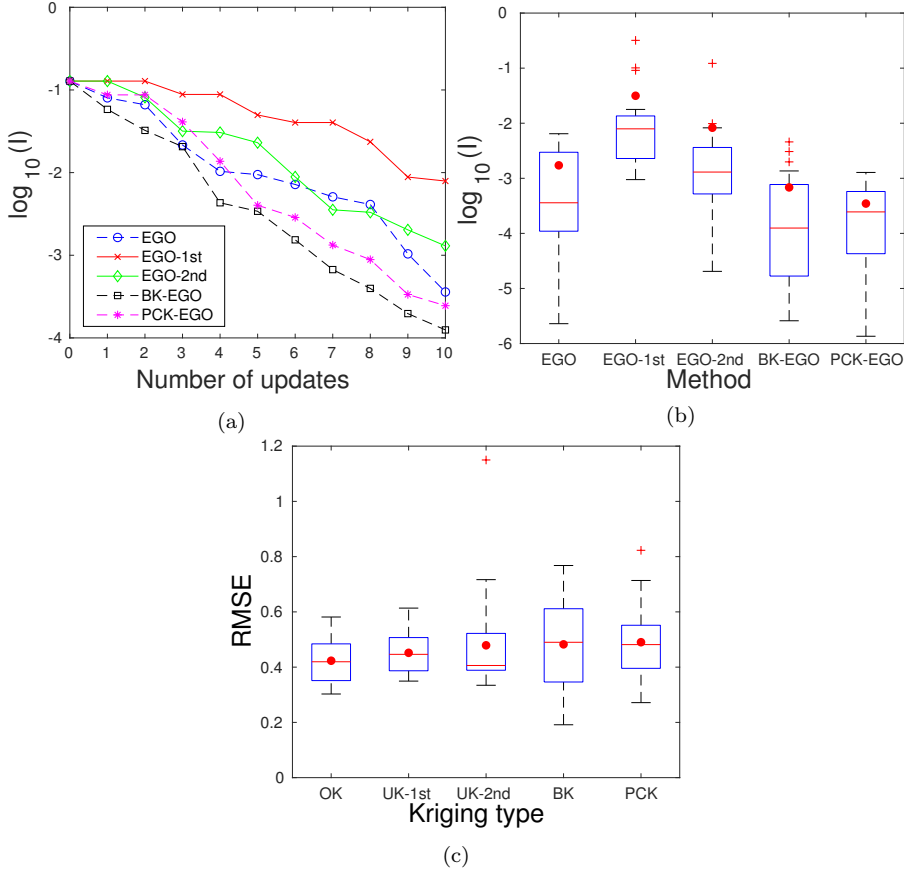 0
-1
-2
-3
-4
log 10(I)
EGO
EGO-1st
EGO-2nd
BK-EGO
PCK-EGO
0 1 2 3 4 5 6 7 8 9 10
Number of updates
(a)
0
-1
-2
-3
-4
-5
-6
log 10(I)
EGO EGO-1st EGO-2nd BK-EGO PCK-EGO
Method
(b)
1.2
1
0.8
0.6
0.4
0.2
0
RMSE
OK UK-1st UK-2nd BK PCK
Kriging type
(c)